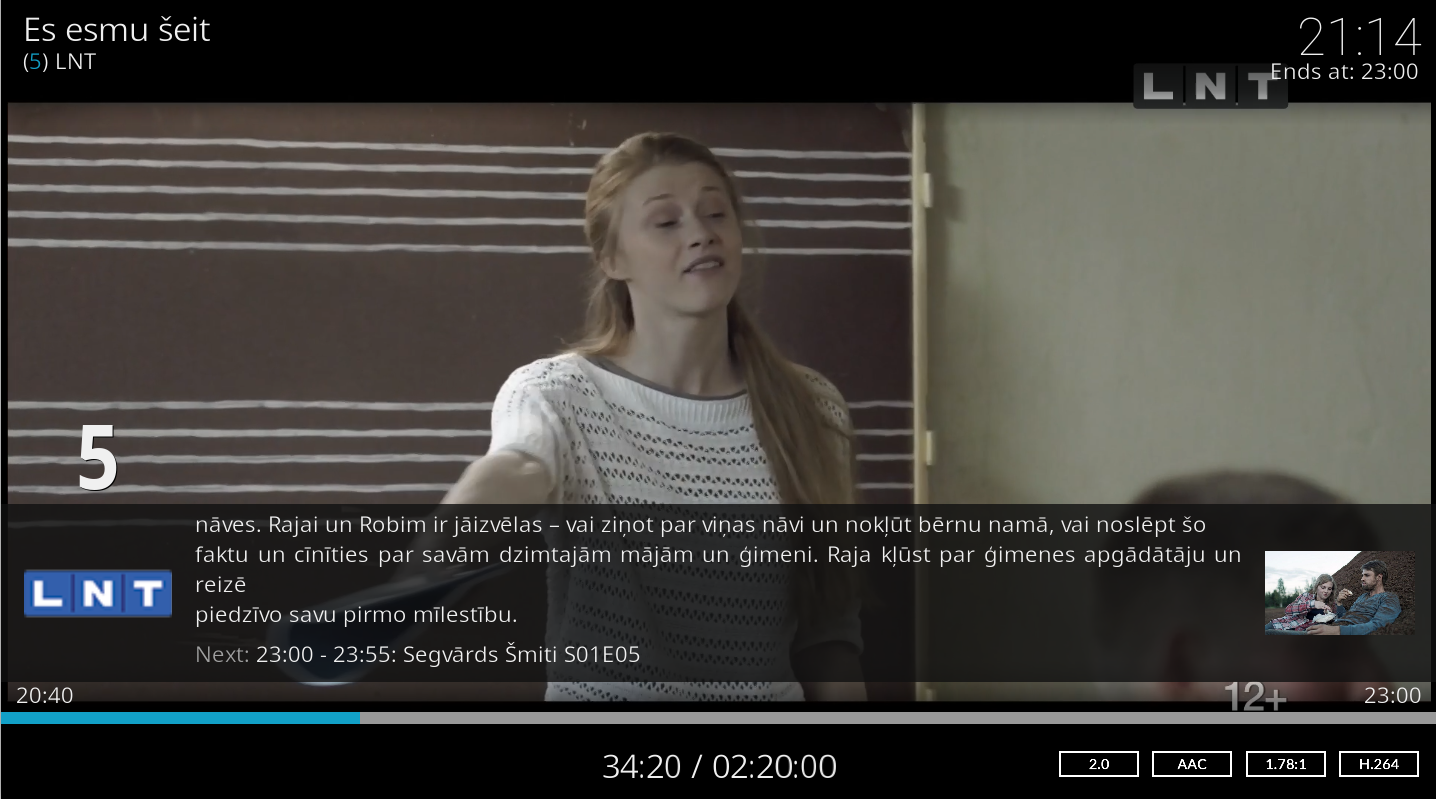 Es esmu šeit
(5) LNT
21:14
Ends at: 23:00
LNT
5
nāves. Rajai un Robim ir jāizvēlas – vai ziņot par viņas nāvi un nokļūt bērnu namā, vai noslēpt šo
faktu un cīnīties par savām dzimtajām mājām un ģimeni. Raja kļūst par ģimenes apgādātāju un
reizē
piedzīvo savu pirmo mīlestību.
LNT
Next: 23:00 - 23:55: Segvārds Šmiti S01E05
20:40
12+
23:00
34:20 / 02:20:00
2.0
AAC
1.78:1
H.264